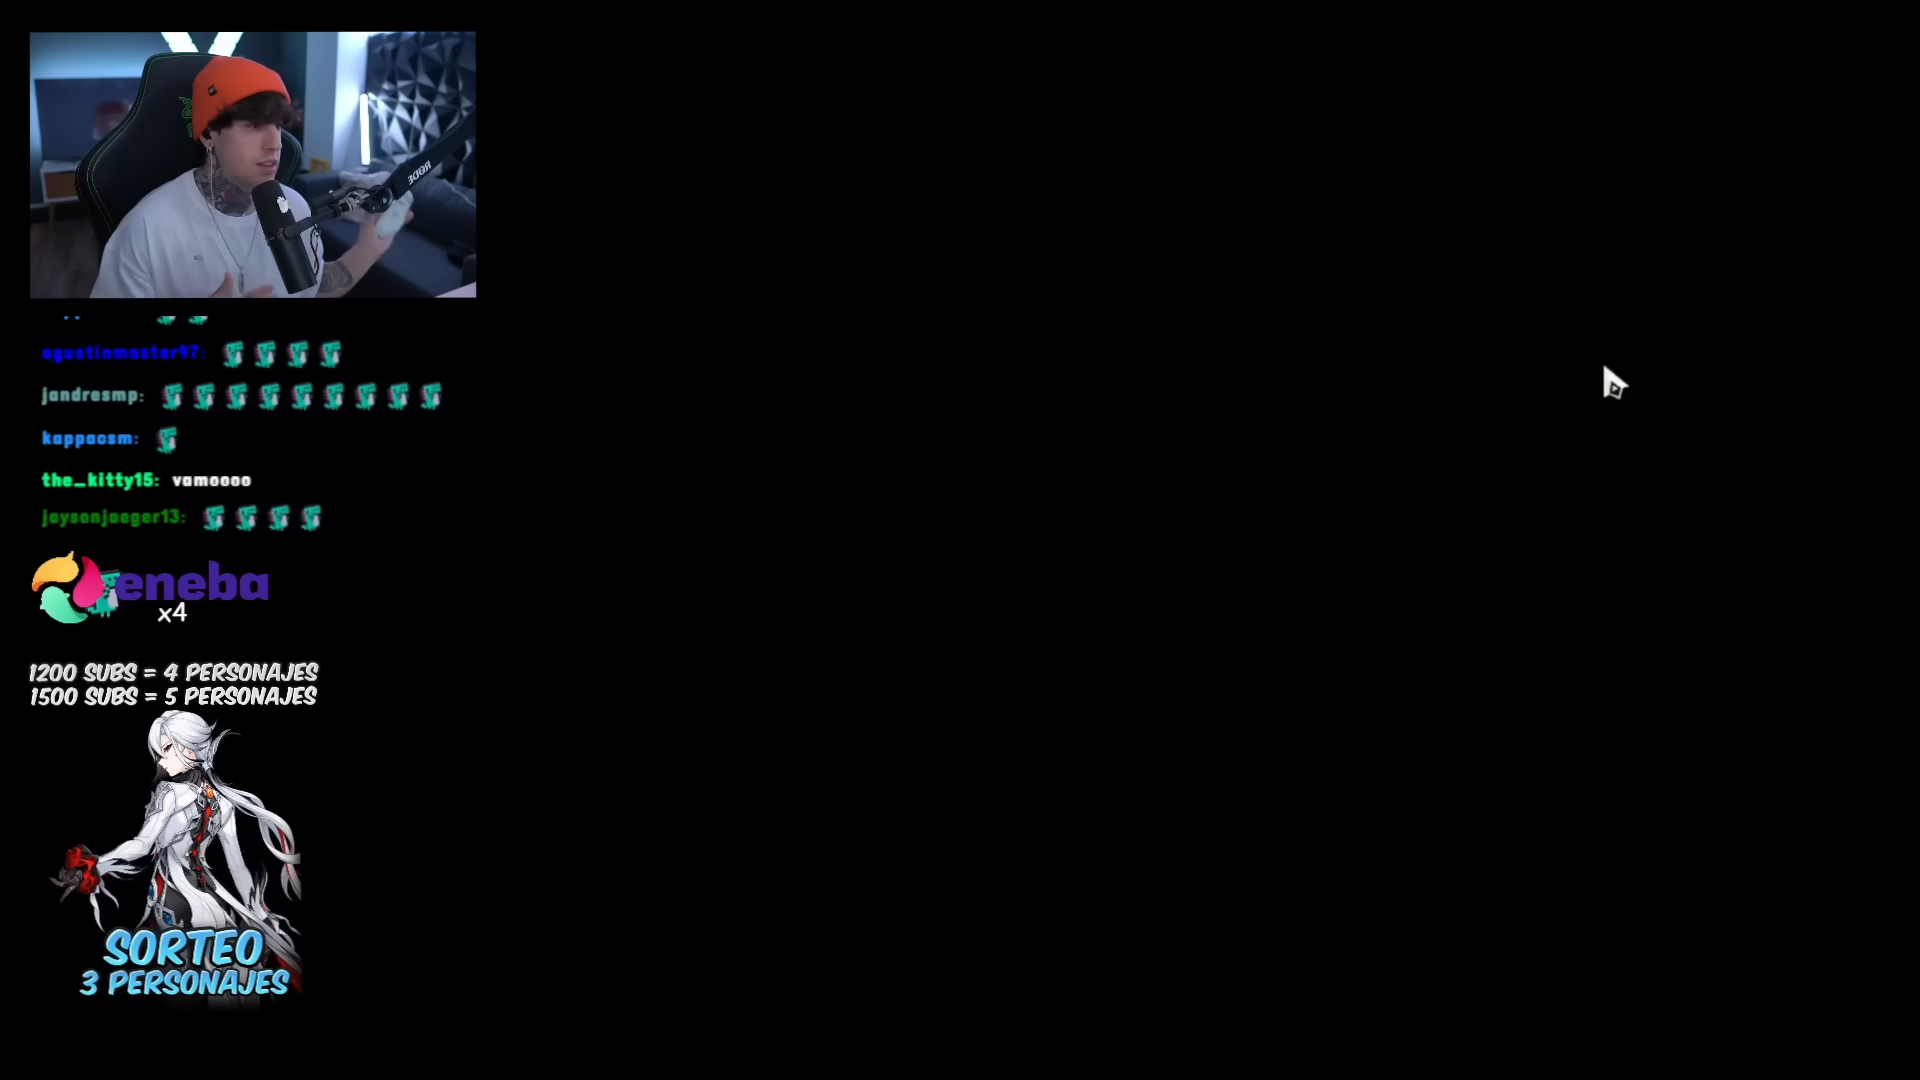 RODE
agustinmaster97:
jandresmp:
kappacsm:
the_kitty15: vamoooo
jaysonjaeger13:
eneba
x4
1200 SUBS = 4 PERSONAJES
1500 SUBS = 5 PERSONAJES
SORTEO
3 PERSONAJES